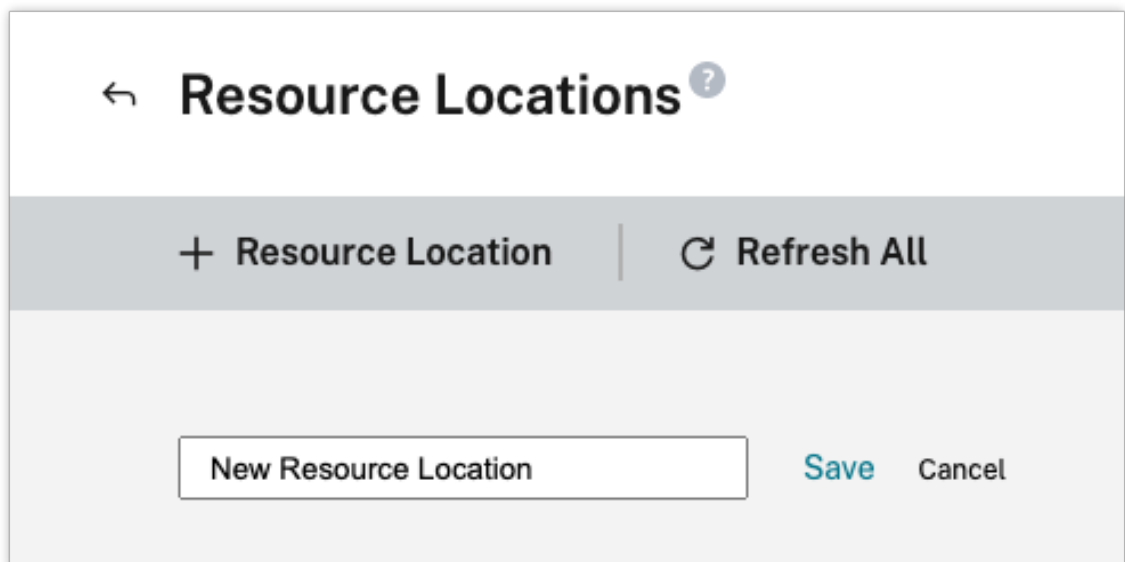 Resource Locations ?
+ Resource Location | Refresh All
New Resource Location Save Cancel